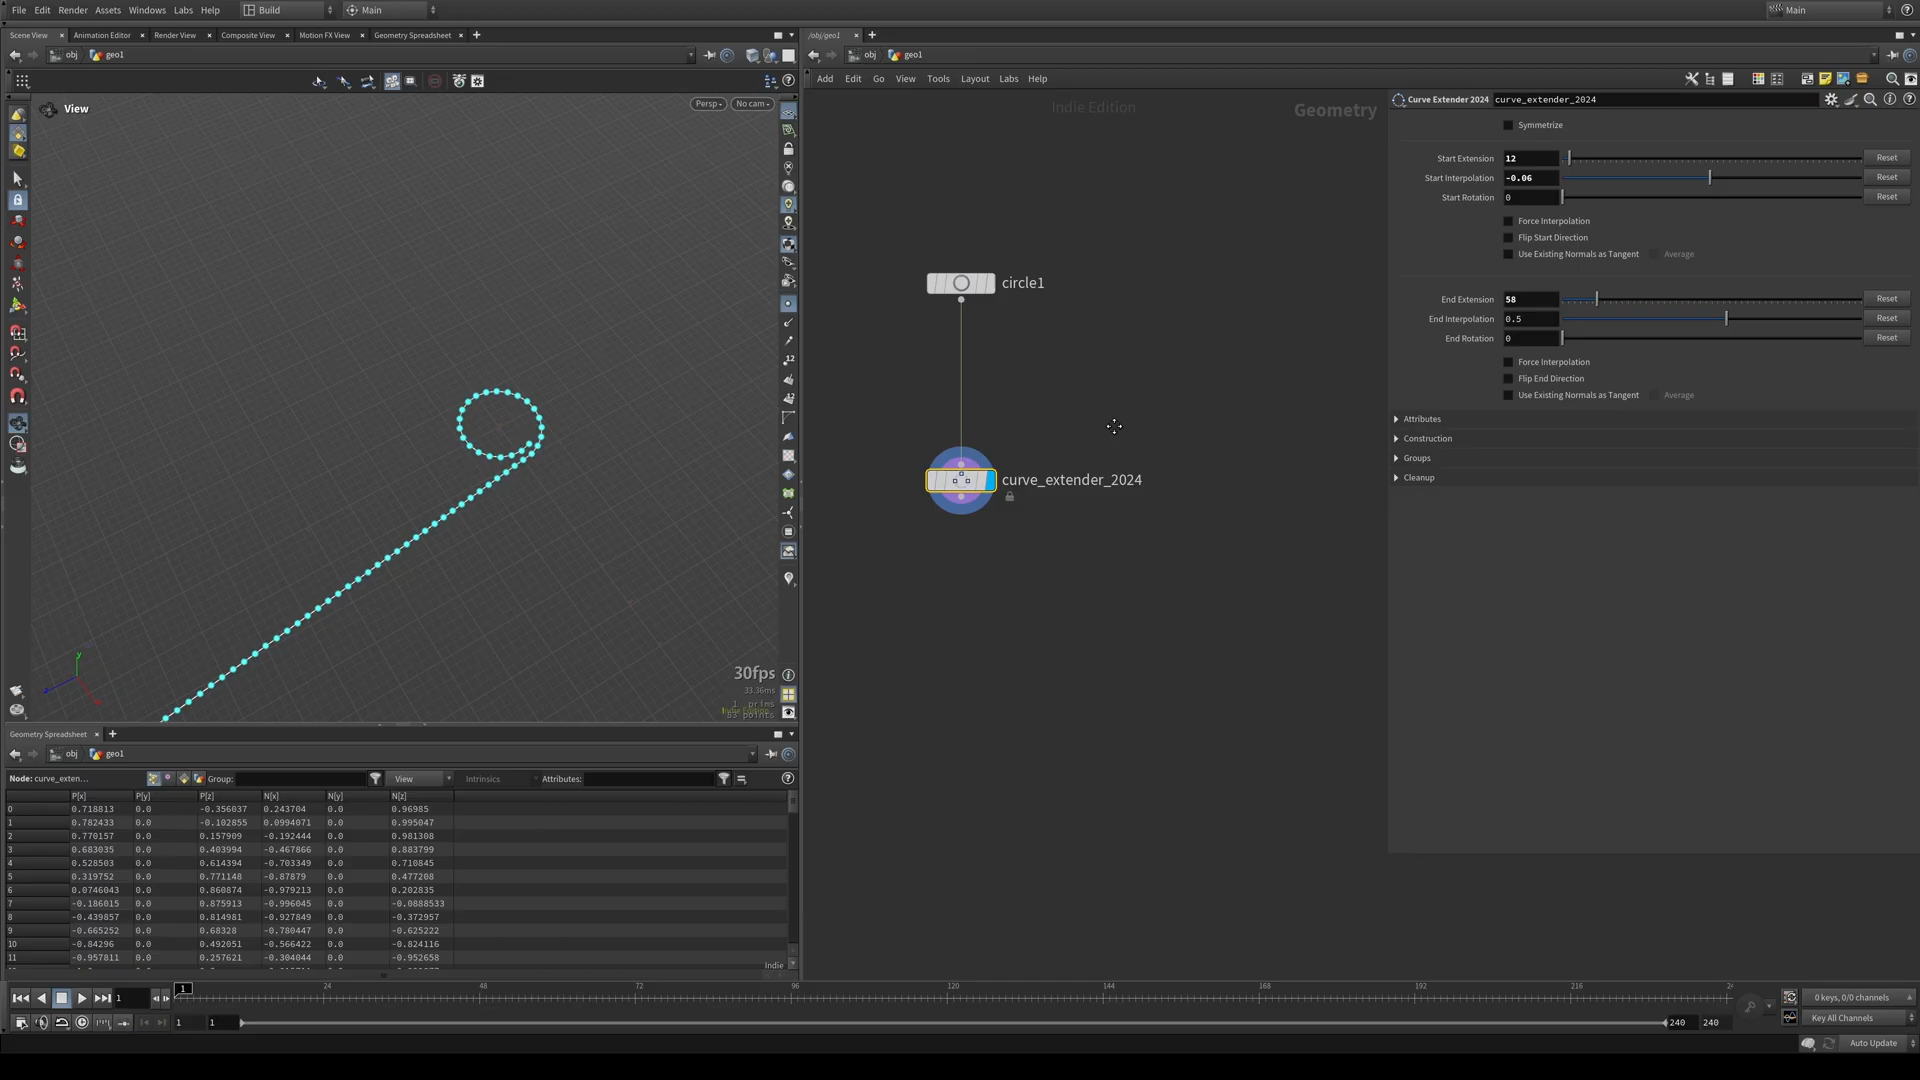 File Edit Render Assets Windows Labs Help Build Main Main
Scene View Animation Editor Render View Composite View Motion FX View Geometry Spreadsheet /obj/geo1
obj geo1 obj geo1
Add Edit Go View Tools Layout Labs Help
View Persp No cam
Indie Edition Geometry
Curve Extender 2024 curve_extender_2024
Symmetrize
Start Extension 12 Reset
Start Interpolation -0.06 Reset
Start Rotation 0 Reset
Force Interpolation
Flip Start Direction
Use Existing Normals as Tangent Average
End Extension 58 Reset
End Interpolation 0.5 Reset
End Rotation 0 Reset
Force Interpolation
Flip End Direction
Use Existing Normals as Tangent Average
Attributes
Construction
Groups
Cleanup
circle1
curve_extender_2024
y
z
12
12
30fps
33.36ms
1 prims
83 points
Geometry Spreadsheet
obj geo1
Node: curve_exten... Group: View Intrinsics Attributes:
P[x] P[y] P[z] N[x] N[y] N[z]
0 0.718813 0.0 -0.356037 0.243704 0.0 0.96985
1 0.782433 0.0 -0.102855 0.0994071 0.0 0.995047
2 0.770157 0.0 0.157909 -0.192444 0.0 0.981308
3 0.683035 0.0 0.403994 -0.467866 0.0 0.883799
4 0.528503 0.0 0.614394 -0.703349 0.0 0.710845
5 0.319752 0.0 0.771148 -0.87879 0.0 0.477208
6 0.0746043 0.0 0.860874 -0.979213 0.0 0.202835
7 -0.186015 0.0 0.875913 -0.996045 0.0 -0.0888533
8 -0.439857 0.0 0.814981 -0.927849 0.0 -0.372957
9 -0.665252 0.0 0.68328 -0.780447 0.0 -0.625222
10 -0.84296 0.0 0.492051 -0.566422 0.0 -0.824116
11 -0.957811 0.0 0.257621 -0.304044 0.0 -0.952658
Indie
1 1 24 48 72 96 120 144 168 192 216
0 keys, 0/0 channels
1 1 240 240 Key All Channels
Auto Update